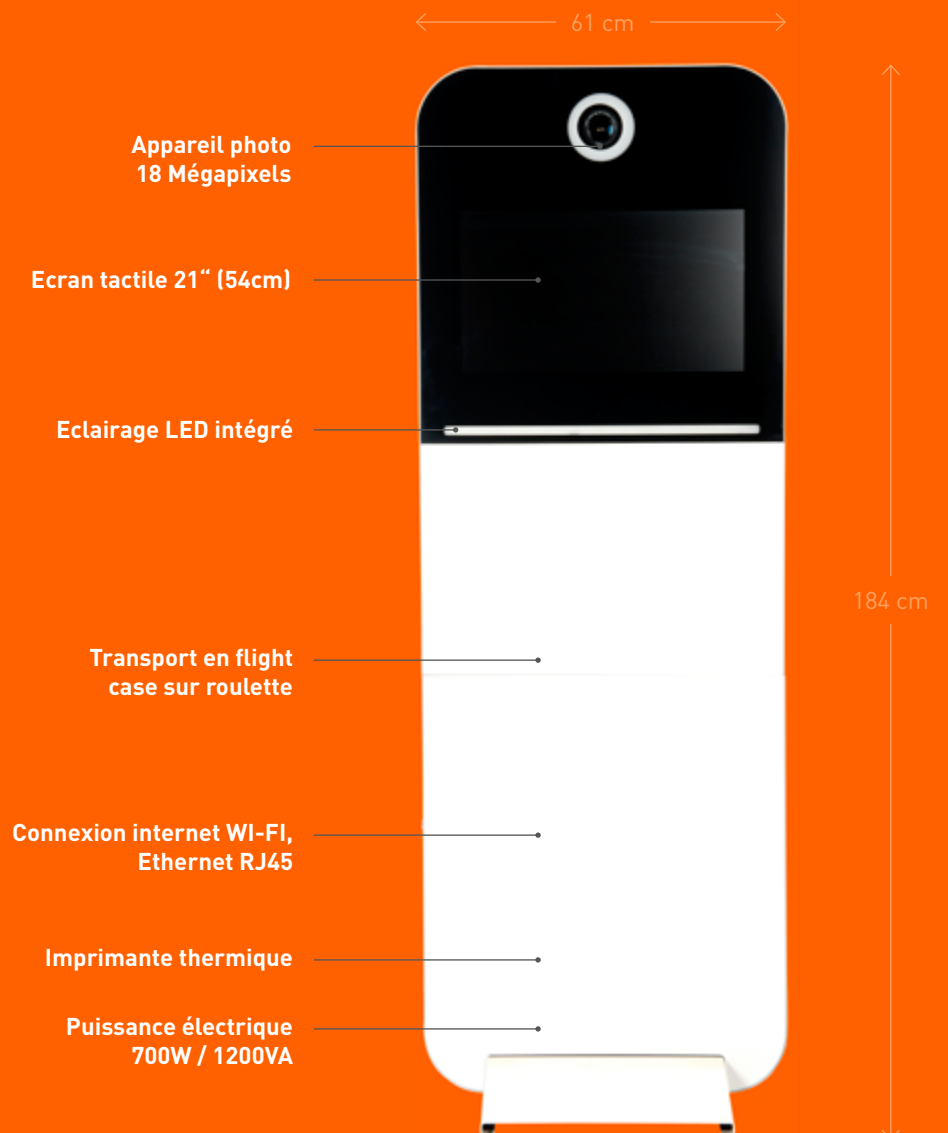 61 cm
Appareil photo
18 Mégapixels
Ecran tactile 21“ (54cm)
Eclairage LED intégré
184 cm
Transport en flight
case sur roulette
Connexion internet WI-FI,
Ethernet RJ45
Imprimante thermique
Puissance électrique
700W / 1200VA